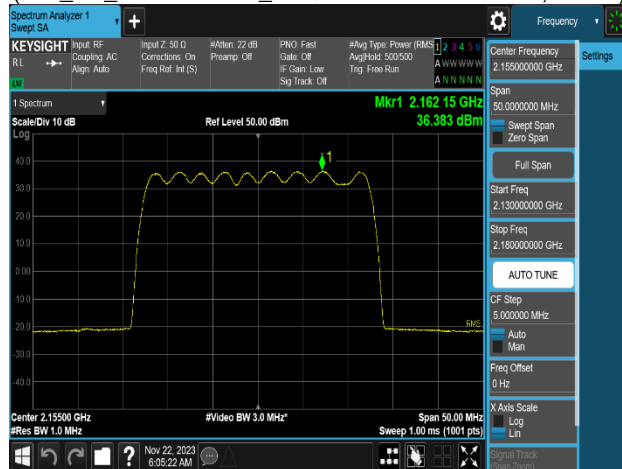 Spectrum Analyzer 1
Swept SA
Frequency
KEYSIGHT
RL
Input: RF
Coupling: AC
Align: Auto
Input Z: 50 Ω
Corrections: On
Freq Ref: Int (S)
#Atten: 22 dB
Preamp: Off
PNO: Fast
Gate: Off
IF Gain: Low
Sig Track: Off
#Avg Type: Power (RMS
Avg|Hold: 500/500
Trig: Free Run
1 2 3 4 5 6
A W W W W W
A N N N N N
LW
1 Spectrum
Scale/Div 10 dB
Log
Ref Level 50.00 dBm
Mkr1 2.162 15 GHz
36.383 dBm
1
40.0
30.0
20.0
10.0
0.00
-10.0
-20.0
-30.0
-40.0
RMS
Center 2.15500 GHz
#Res BW 1.0 MHz
#Video BW 3.0 MHz*
Span 50.00 MHz
Sweep 1.00 ms (1001 pts)
Center Frequency
2.155000000 GHz
Settings
Span
50.0000000 MHz
Swept Span
Zero Span
Full Span
Start Freq
2.130000000 GHz
Stop Freq
2.180000000 GHz
AUTO TUNE
CF Step
5.000000 MHz
Auto
Man
Freq Offset
0 Hz
X Axis Scale
Log
Lin
Signal Track
(Span Zoom)
?
Nov 22, 2023
6:05:22 AM